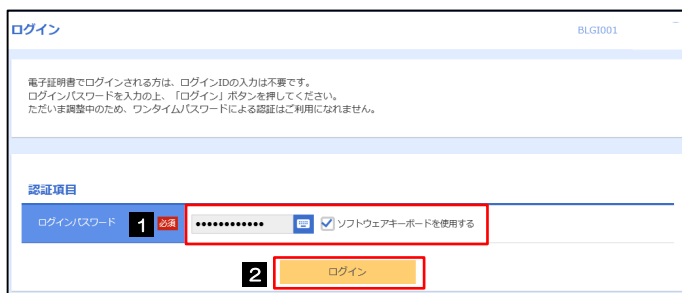 ログイン
BLGI001
電子証明書でログインされる方は、ログインIDの入力は不要です。
ログインパスワードを入力の上、「ログイン」ボタンを押してください。
ただいま調整中のため、ワンタイムパスワードによる認証はご利用になれません。
認証項目
ログインパスワード 1 必須 ●●●●●●●●●●●● ソフトウェアキーボードを使用する
2 ログイン